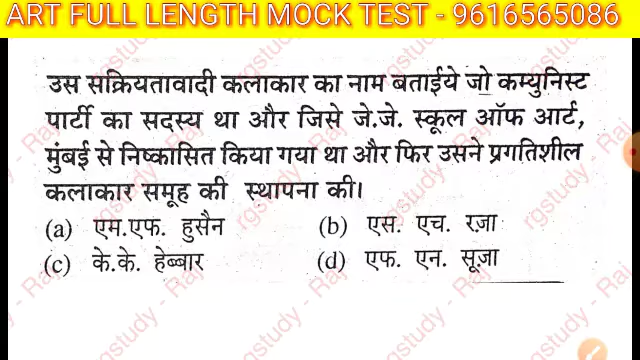 ART FULL LENGTH MOCK TEST - 9616565086
उस सक्रियतावादी कलाकार का नाम बताईये जो कम्युनिस्ट
पार्टी का सदस्य था और जिसे जे.जे. स्कूल ऑफ आर्ट,
मुंबई से निष्कासित किया गया था और फिर उसने प्रगतिशील
कलाकार समूह की स्थापना की।
(a) एम.एफ. हुसैन (b) एस. एच. रज़ा
(c) के.के. हेब्बार (d) एफ. एन. सूज़ा